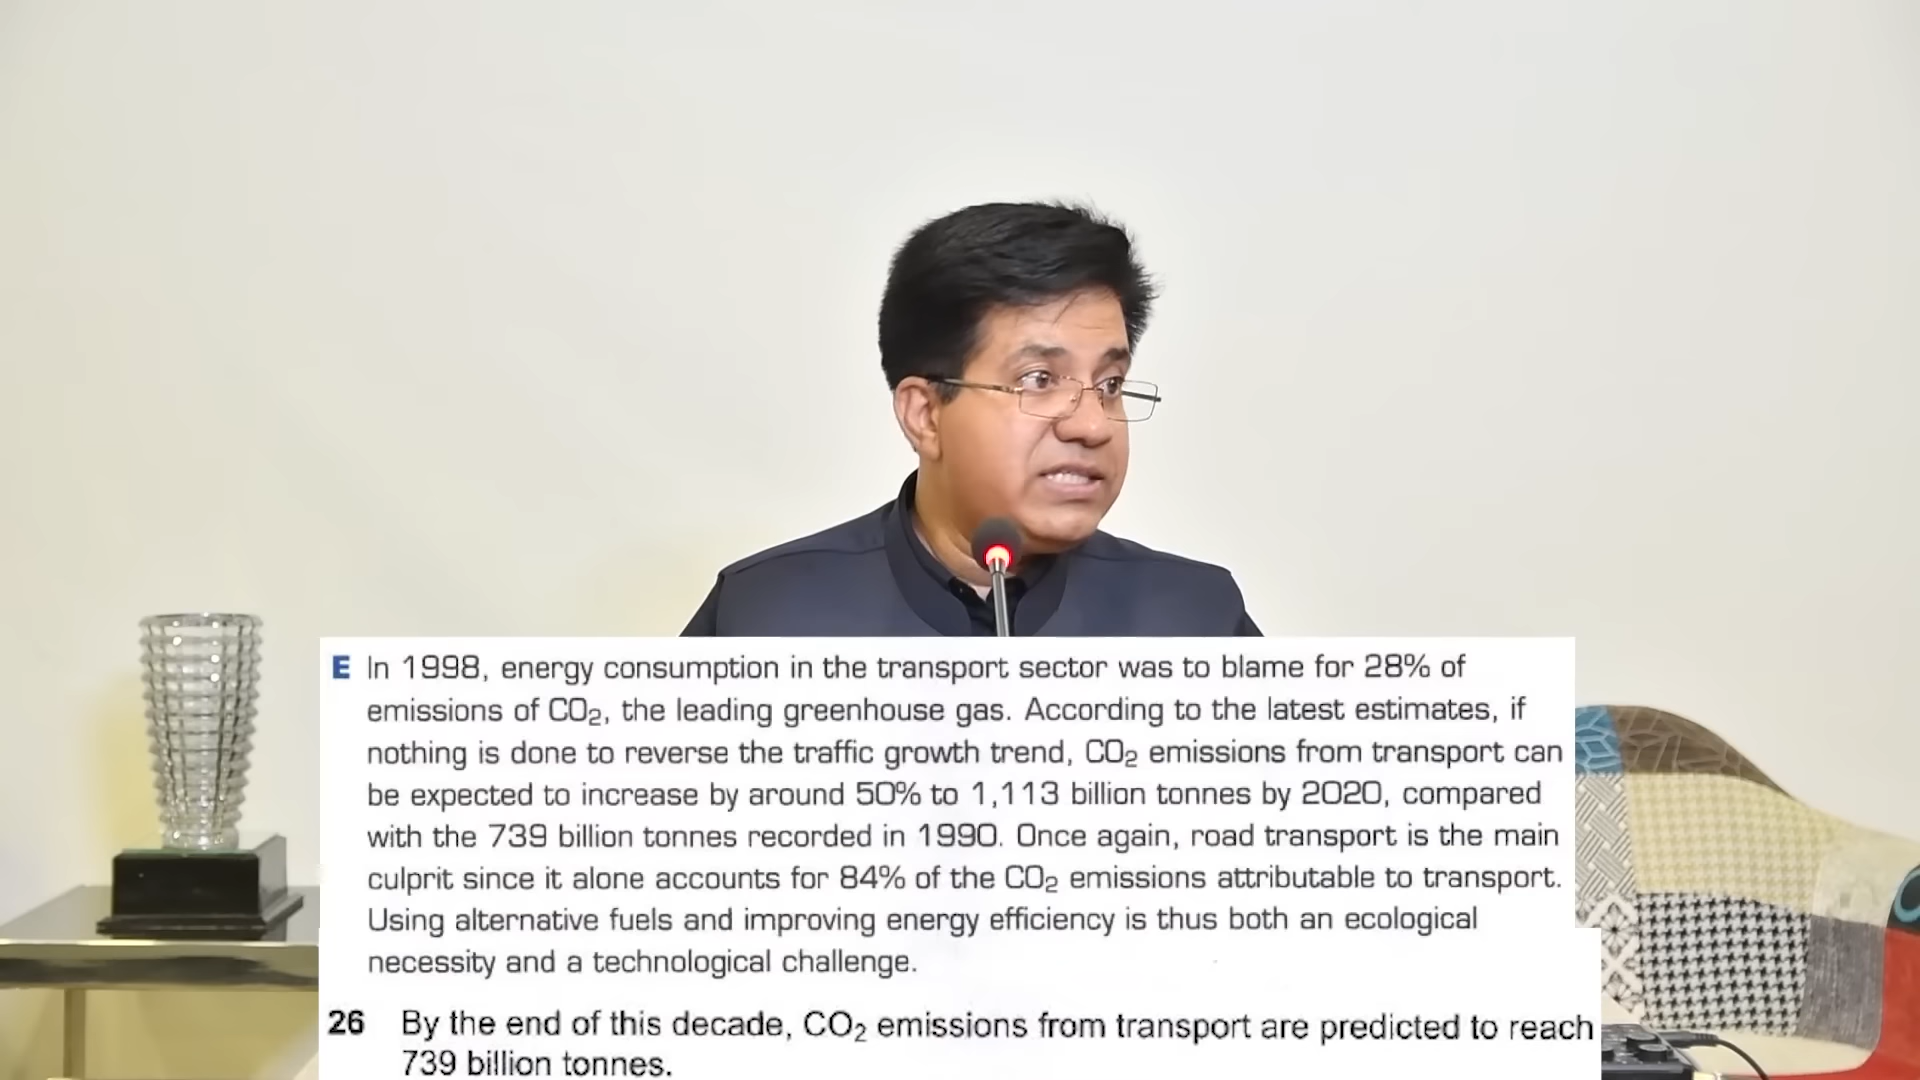 E In 1998, energy consumption in the transport sector was to blame for 28% of
emissions of CO₂, the leading greenhouse gas. According to the latest estimates, if
nothing is done to reverse the traffic growth trend, CO₂ emissions from transport can
be expected to increase by around 50% to 1,113 billion tonnes by 2020, compared
with the 739 billion tonnes recorded in 1990. Once again, road transport is the main
culprit since it alone accounts for 84% of the CO₂ emissions attributable to transport.
Using alternative fuels and improving energy efficiency is thus both an ecological
necessity and a technological challenge.
26 By the end of this decade, CO₂ emissions from transport are predicted to reach
739 billion tonnes.